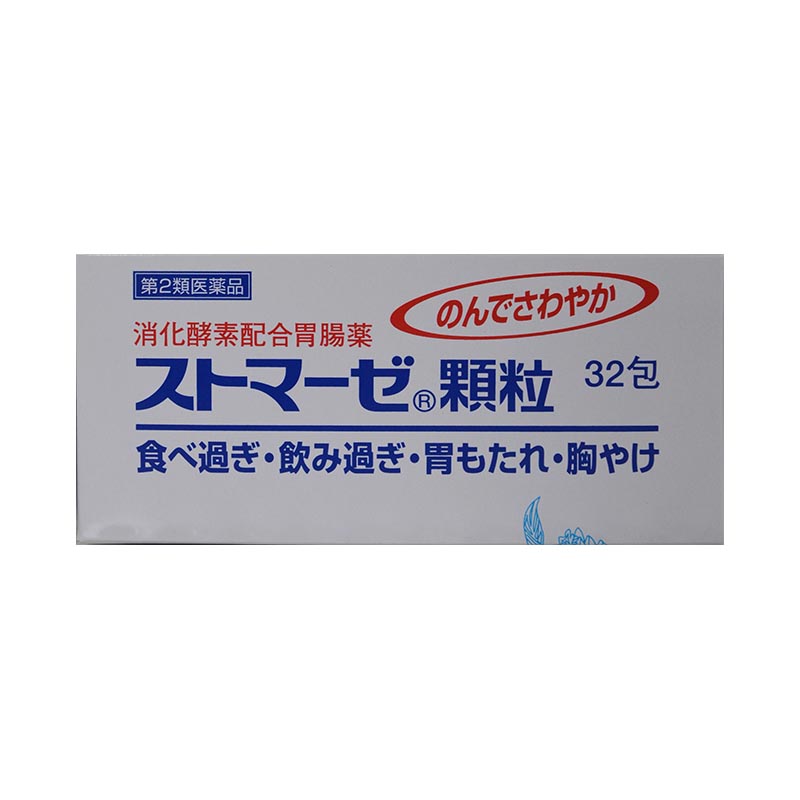 第2類医薬品
のんでさわやか
消化酵素配合胃腸薬
ストマーゼ®顆粒 32包
食べ過ぎ・飲み過ぎ・胃もたれ・胸やけ